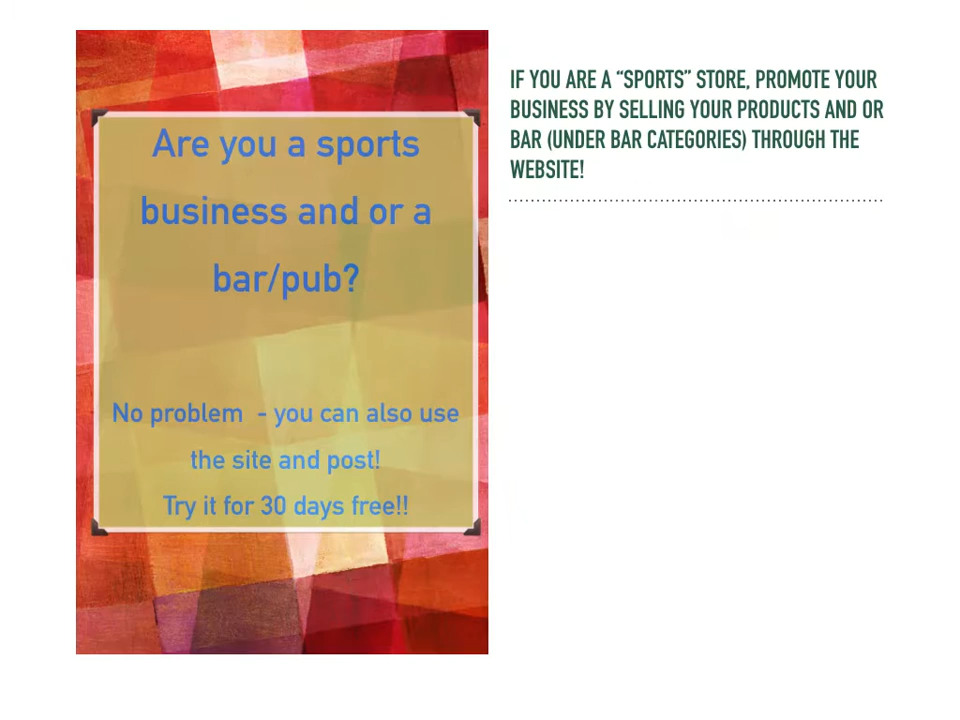 Are you a sports
business and or a
bar/pub?
No problem  - you can also use
the site and post!
Try it for 30 days free!!
IF YOU ARE A “SPORTS” STORE, PROMOTE YOUR
BUSINESS BY SELLING YOUR PRODUCTS AND OR
BAR (UNDER BAR CATEGORIES) THROUGH THE
WEBSITE!